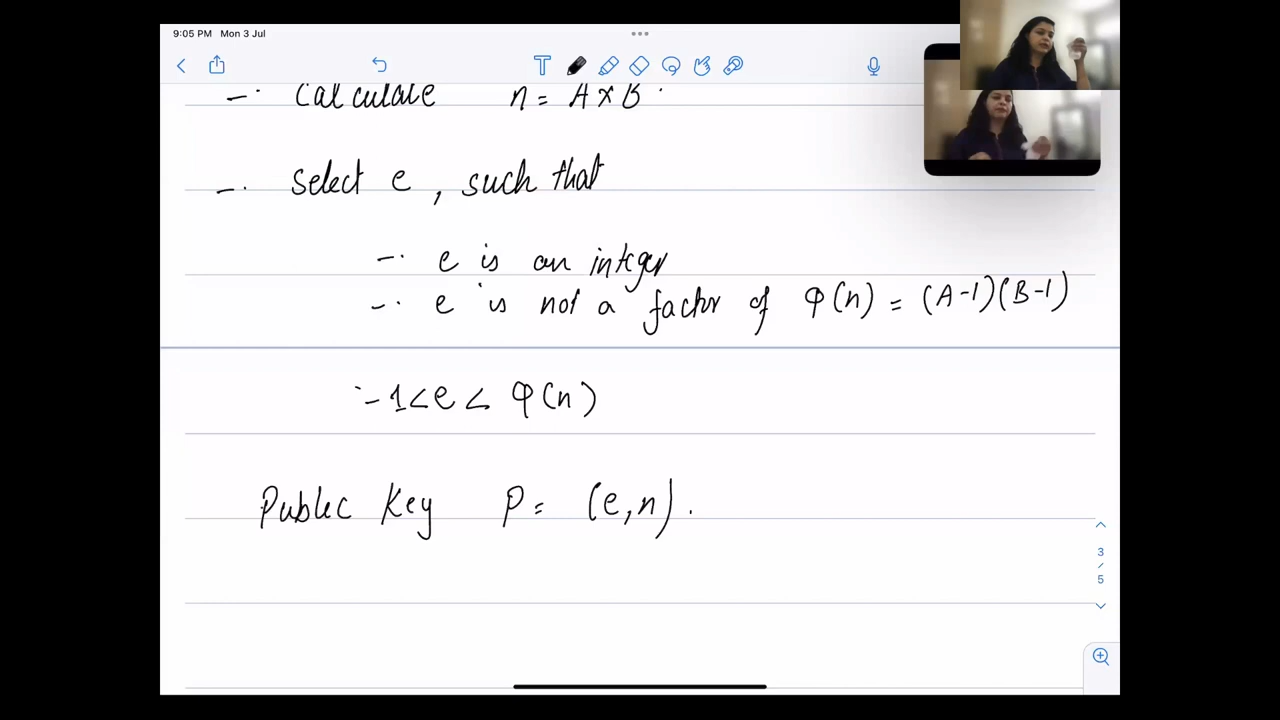 9:05 PM Mon 3 Jul
- Calculate n = A × B.
- Select e, such that
- e is an integer
- e is not a factor of φ(n) = (A-1)(B-1)
- 1 < e < φ(n)
Public Key P = (e, n).
3
/
5